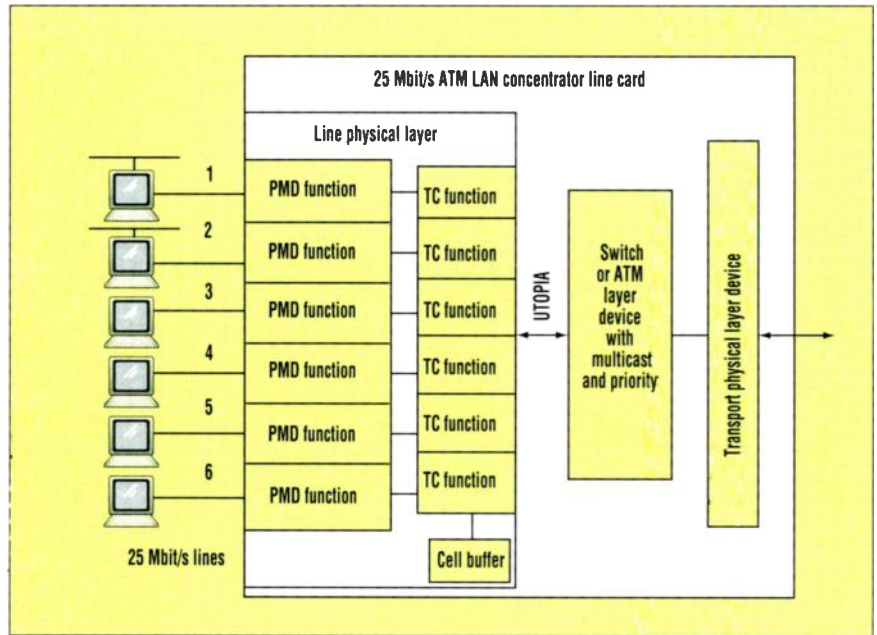 25 Mbit/s ATM LAN concentrator line card
Line physical layer
1
PMD function
TC function
2
PMD function
TC function
3
PMD function
TC function
4
PMD function
TC function
5
PMD function
TC function
6
PMD function
TC function
25 Mbit/s lines
Cell buffer
UTOPIA
Switch
or ATM
layer
device
with
multicast
and priority
Transport physical layer device